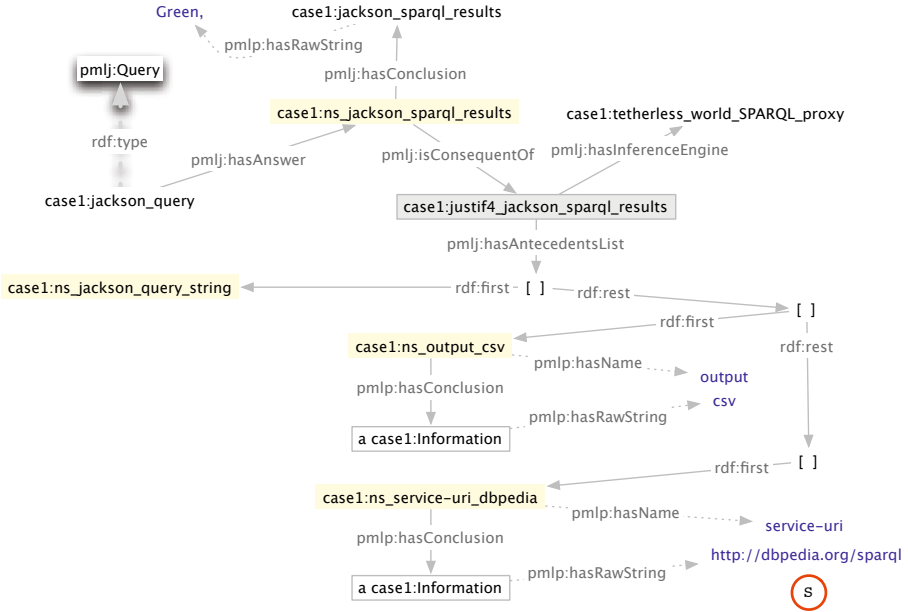 Green,
case1:jackson_sparql_results
pmlp:hasRawString
pmlj:Query
pmlj:hasConclusion
case1:ns_jackson_sparql_results
case1:tetherless_world_SPARQL_proxy
rdf:type
pmlj:hasAnswer
pmlj:isConsequentOf
pmlj:hasInferenceEngine
case1:jackson_query
case1:justif4_jackson_sparql_results
pmlj:hasAntecedentsList
case1:ns_jackson_query_string
rdf:first
[ ]
rdf:rest
[ ]
rdf:first
case1:ns_output_csv
rdf:rest
pmlp:hasName
output
pmlp:hasConclusion
csv
pmlp:hasRawString
a case1:Information
[ ]
rdf:first
case1:ns_service-uri_dbpedia
pmlp:hasName
service-uri
pmlp:hasConclusion
http://dbpedia.org/sparql
pmlp:hasRawString
a case1:Information
S